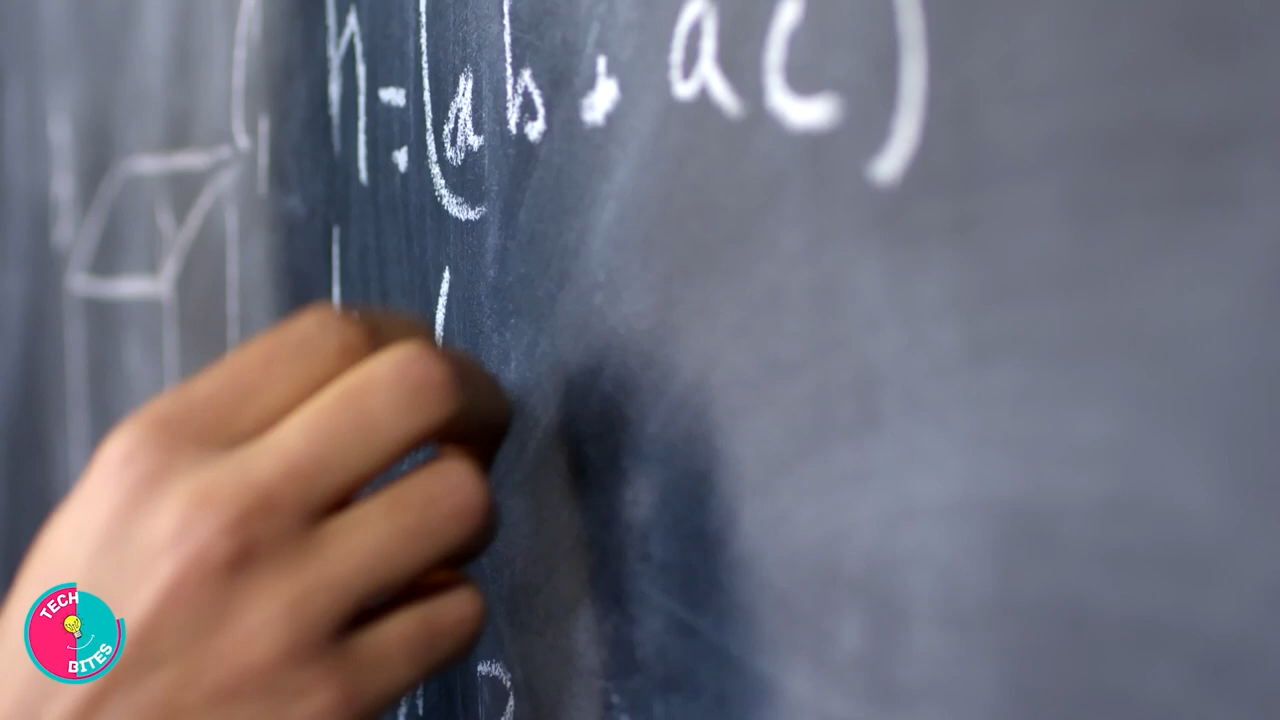 h = (ab + ac)
TECH
BITES